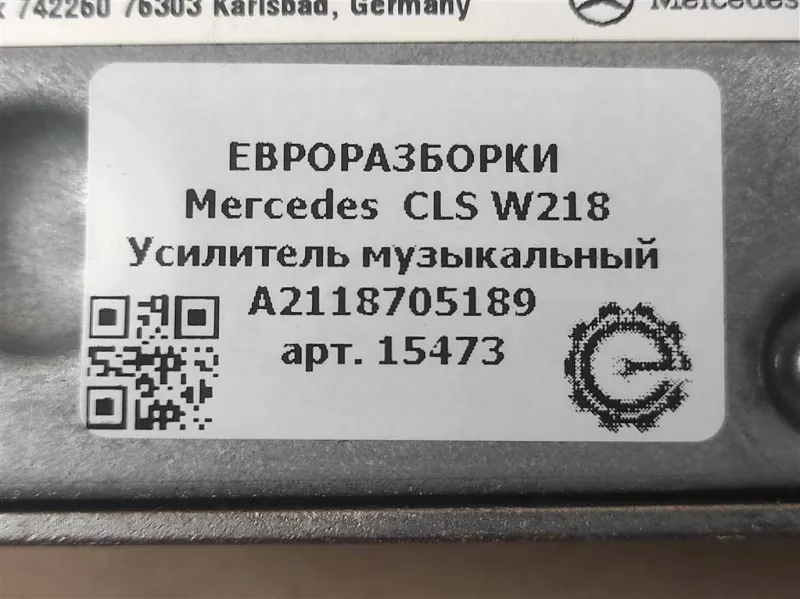 742260 76303 Karlsbad, Germany
Mercedes
ЕВРОРАЗБОРКИ
Mercedes CLS W218
Усилитель музыкальный
A2118705189
арт. 15473